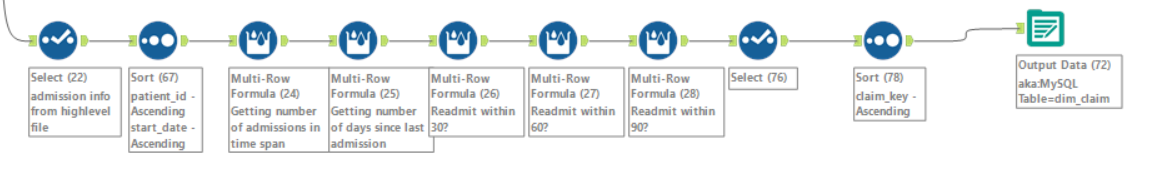 Select (22)
admission info
from highlevel
file
Sort (67)
patient_id -
Ascending
start_date -
Ascending
Multi-Row
Formula (24)
Getting number
of admissions in
time span
Multi-Row
Formula (25)
Getting number
of days since last
admission
Multi-Row
Formula (26)
Readmit within
30?
Multi-Row
Formula (27)
Readmit within
60?
Multi-Row
Formula (28)
Readmit within
90?
Select (76)
Sort (78)
claim_key -
Ascending
Output Data (72)
aka:MySQL
Table=dim_claim